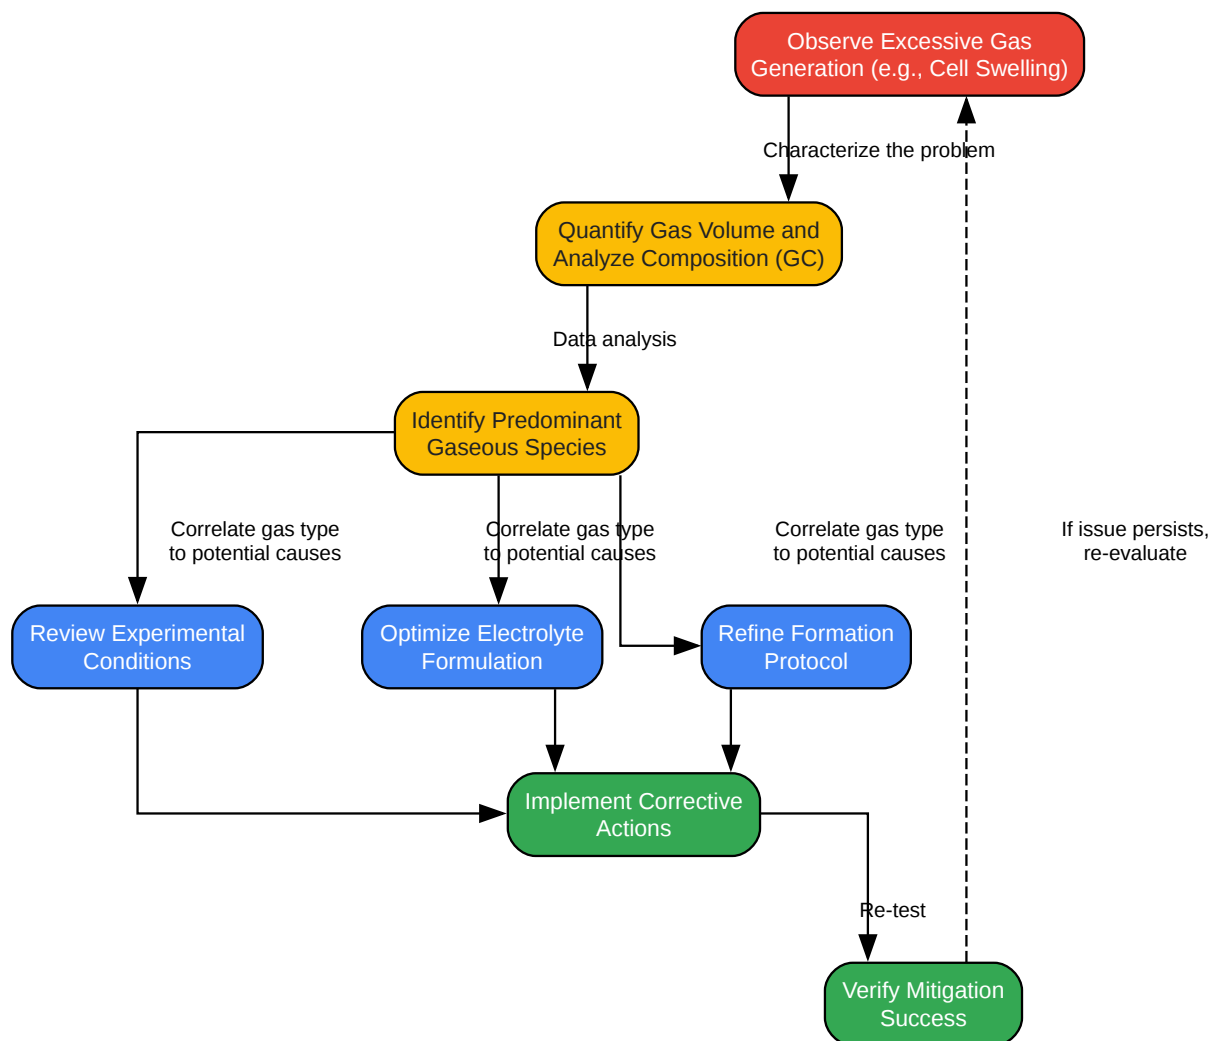 Observe Excessive Gas
Generation (e.g., Cell Swelling)
Characterize the problem
Quantify Gas Volume and
Analyze Composition (GC)
Data analysis
Identify Predominant
Gaseous Species
Correlate gas type
to potential causes
Correlate gas type
to potential causes
Correlate gas type
to potential causes
If issue persists,
re-evaluate
Review Experimental
Conditions
Optimize Electrolyte
Formulation
Refine Formation
Protocol
Implement Corrective
Actions
Re-test
Verify Mitigation
Success